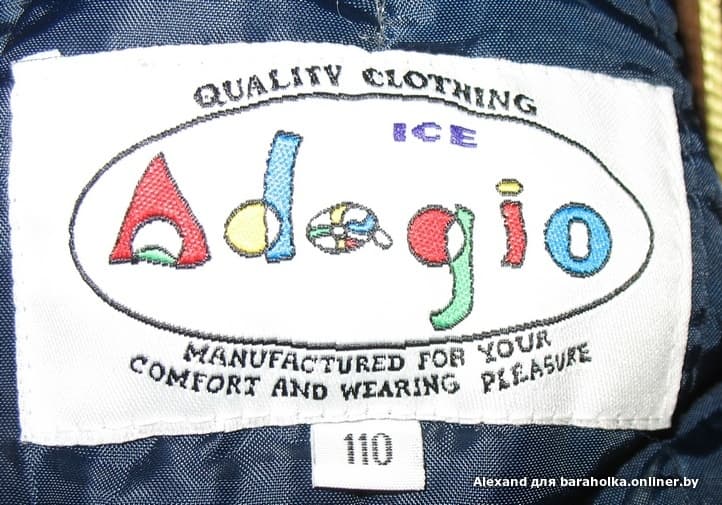 QUALITY CLOTHING
ICE
Adagio
MANUFACTURED FOR YOUR
COMFORT AND WEARING PLEASURE
110
Alexand для baraholka.onliner.by